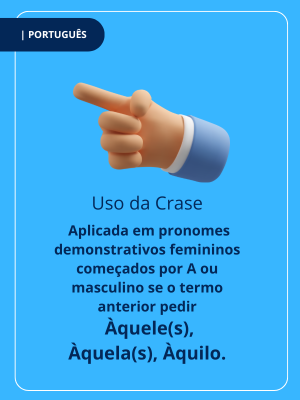 | PORTUGUÊS
Uso da Crase
Aplicada em pronomes
demonstrativos femininos
começados por A ou
masculino se o termo
anterior pedir
Àquele(s),
Àquela(s), Àquilo.